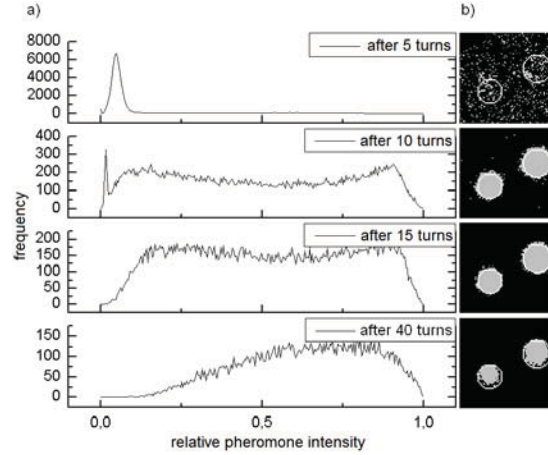 a)
b)
after 5 turns
8000
6000
4000
2000
0
after 10 turns
400
300
200
100
0
frequency
after 15 turns
200
150
100
50
0
after 40 turns
150
100
50
0
0,0
0,5
1,0
relative pheromone intensity